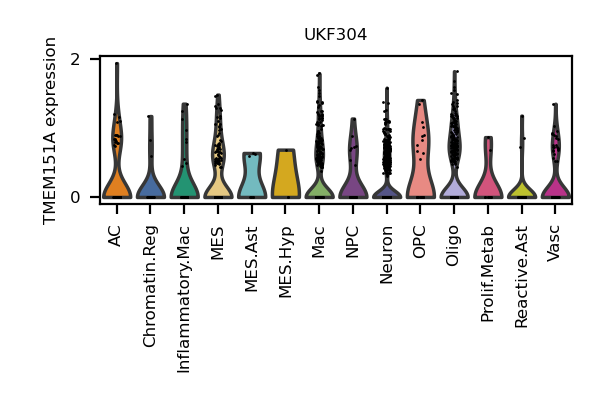 UKF304
TMEM151A expression
2
0
AC
Chromatin.Reg
Inflammatory.Mac
MES
MES.Ast
MES.Hyp
Mac
NPC
Neuron
OPC
Oligo
Prolif.Metab
Reactive.Ast
Vasc